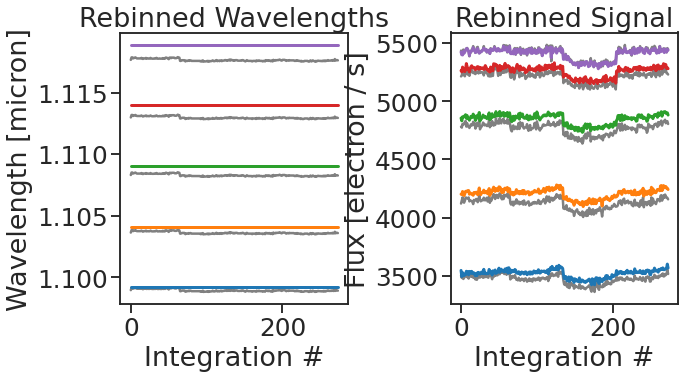 Rebinned Wavelengths
Wavelength [micron]
1.115
1.110
1.105
1.100
0
200
Integration #
Rebinned Signal
Flux [electron / s]
5500
5000
4500
4000
3500
0
200
Integration #